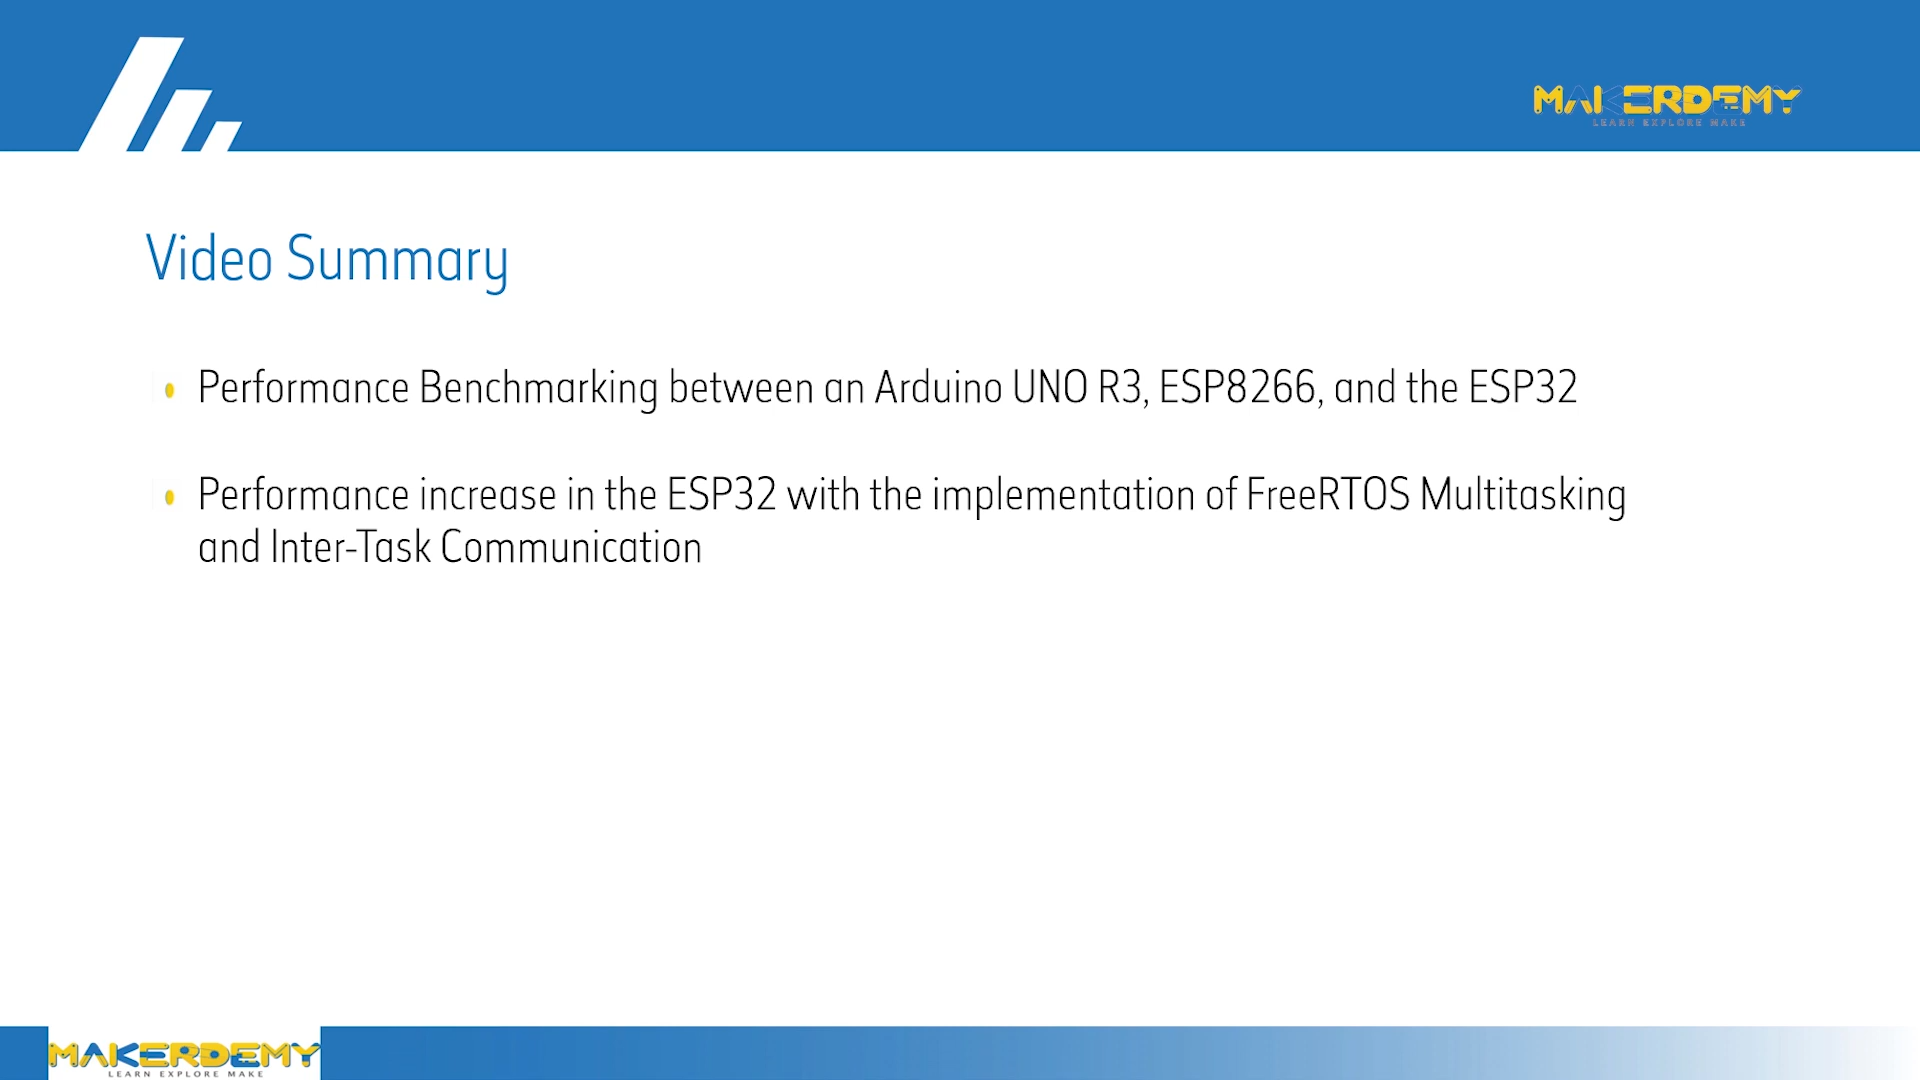 MAKERDEMY
LEARN EXPLORE MAKE
Video Summary
Performance Benchmarking between an Arduino UNO R3, ESP8266, and the ESP32
Performance increase in the ESP32 with the implementation of FreeRTOS Multitasking
and Inter-Task Communication
MAKERDEMY
LEARN EXPLORE MAKE